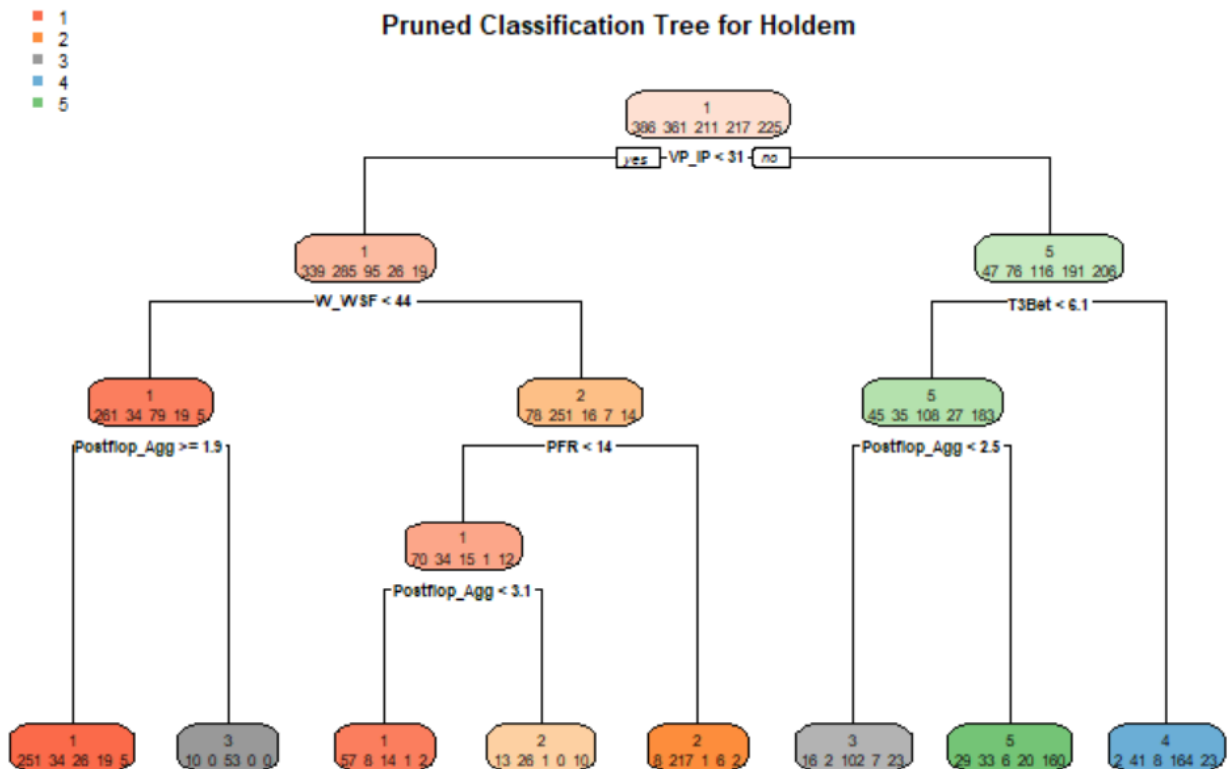 1
2
3
4
5
Pruned Classification Tree for Holdem
1
386 361 211 217 225
yes VP_IP < 31 no
1
339 285 95 26 19
5
47 76 116 191 206
W_WSF < 44
T3Bet < 6.1
1
261 34 79 19 5
2
78 251 16 7 14
5
45 35 108 27 183
Postflop_Agg >= 1.9
PFR < 14
Postflop_Agg < 2.5
1
70 34 15 1 12
Postflop_Agg < 3.1
1
251 34 26 19 5
3
10 0 53 0 0
1
57 8 14 1 2
2
13 26 1 0 10
2
8 217 1 6 2
3
16 2 102 7 23
5
29 33 6 20 160
4
2 41 8 164 23